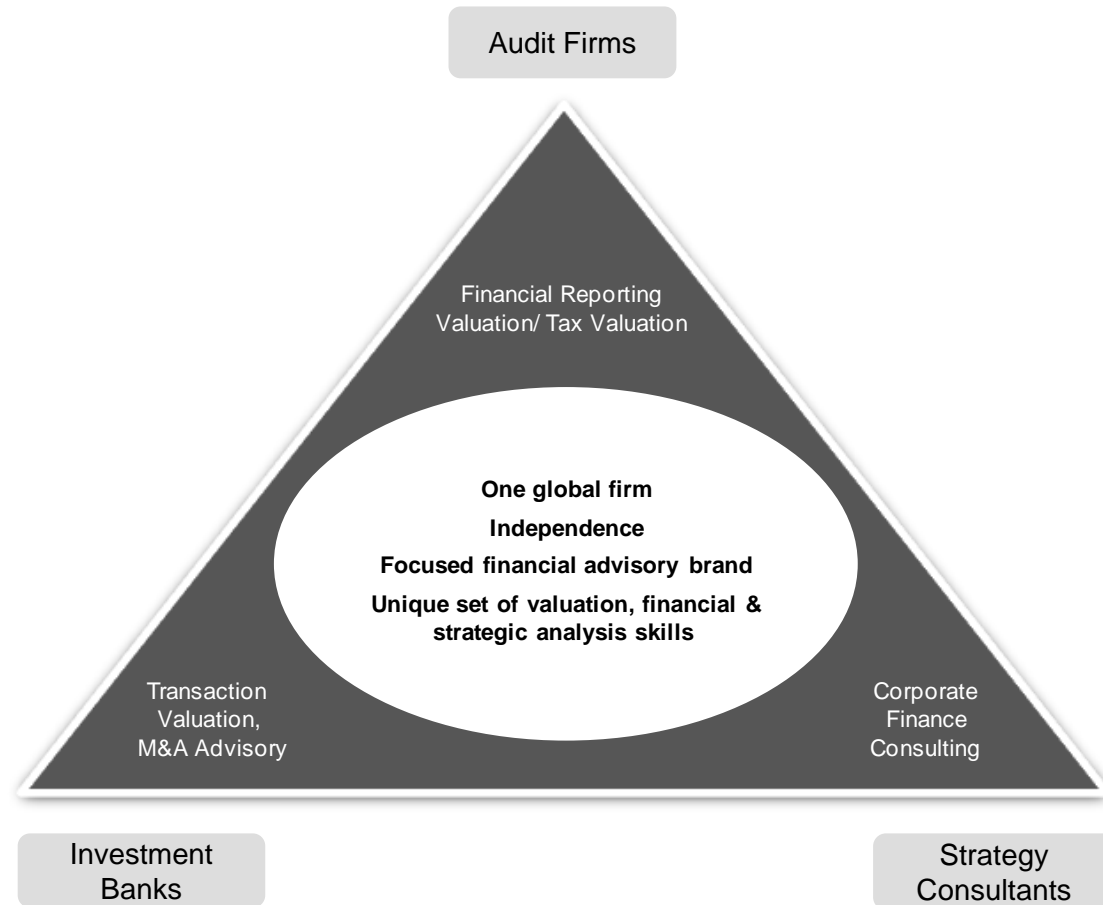 Audit Firms
Financial Reporting
Valuation/ Tax Valuation
One global firm
Independence
Focused financial advisory brand
Unique set of valuation, financial &
strategic analysis skills
Transaction
Valuation,
M&A Advisory
Corporate
Finance
Consulting
Investment
Banks
Strategy
Consultants